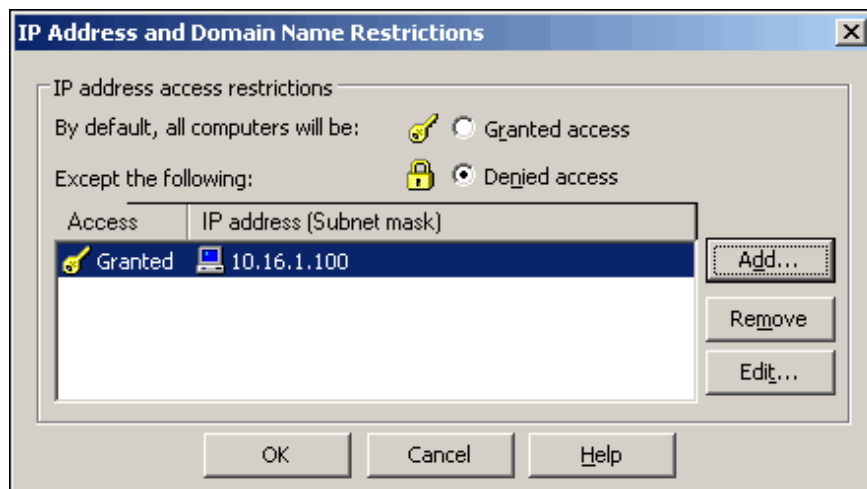 IP Address and Domain Name Restrictions
IP address access restrictions
By default, all computers will be:
Granted access
Except the following:
Denied access
Access IP address (Subnet mask)
Granted 10.16.1.100
Add...
Remove
Edit...
OK Cancel Help